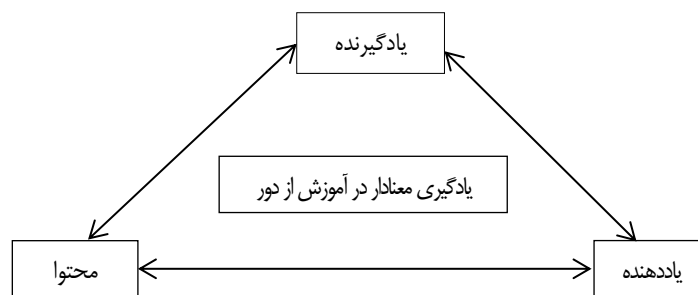 یادگیرنده
یادگیری معنادار در آموزش از دور
یاددهنده
محتوا